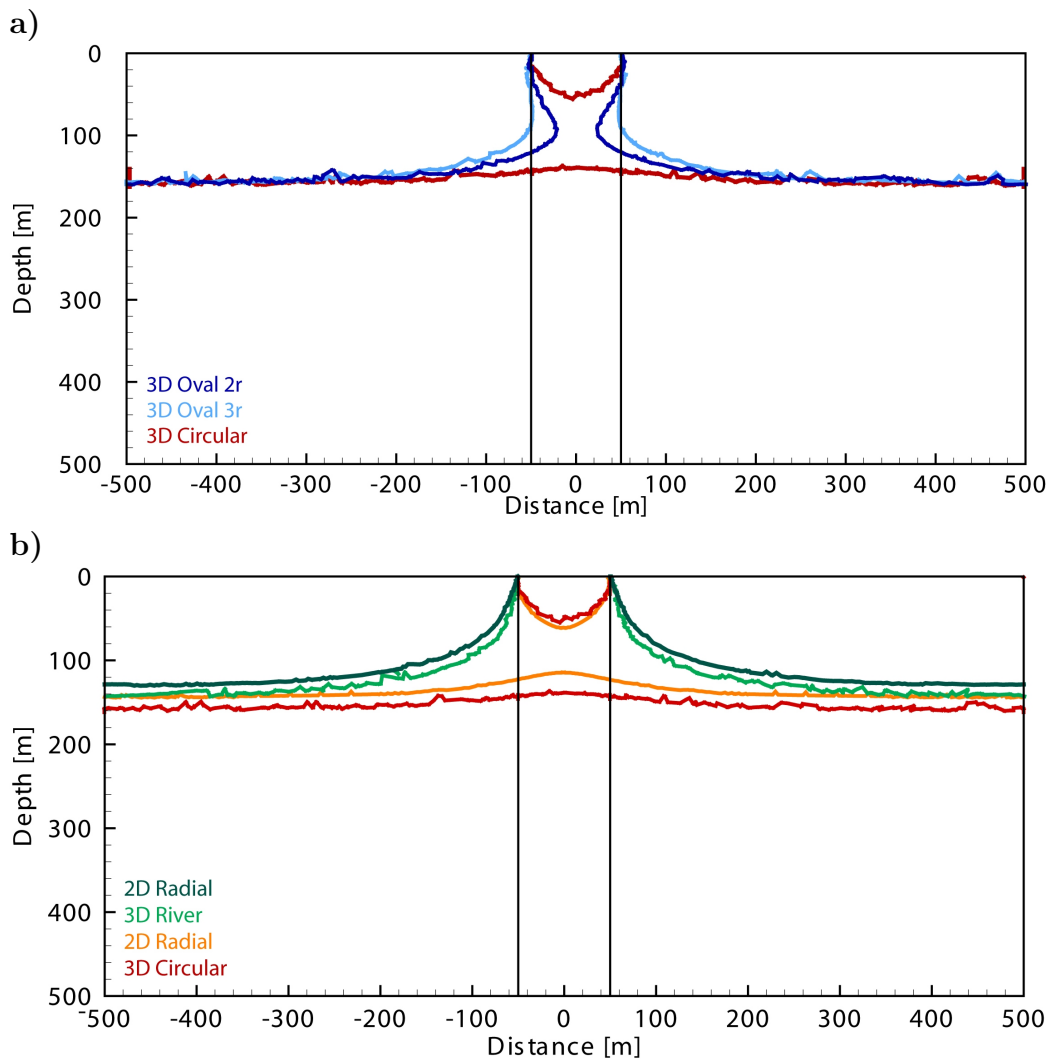 a)
0
100
200
300
400
500
Depth [m]
3D Oval 2r
3D Oval 3r
3D Circular
-500 -400 -300 -200 -100 0 100 200 300 400 500
Distance [m]
b)
0
100
200
300
400
500
Depth [m]
2D Radial
3D River
2D Radial
3D Circular
-500 -400 -300 -200 -100 0 100 200 300 400 500
Distance [m]